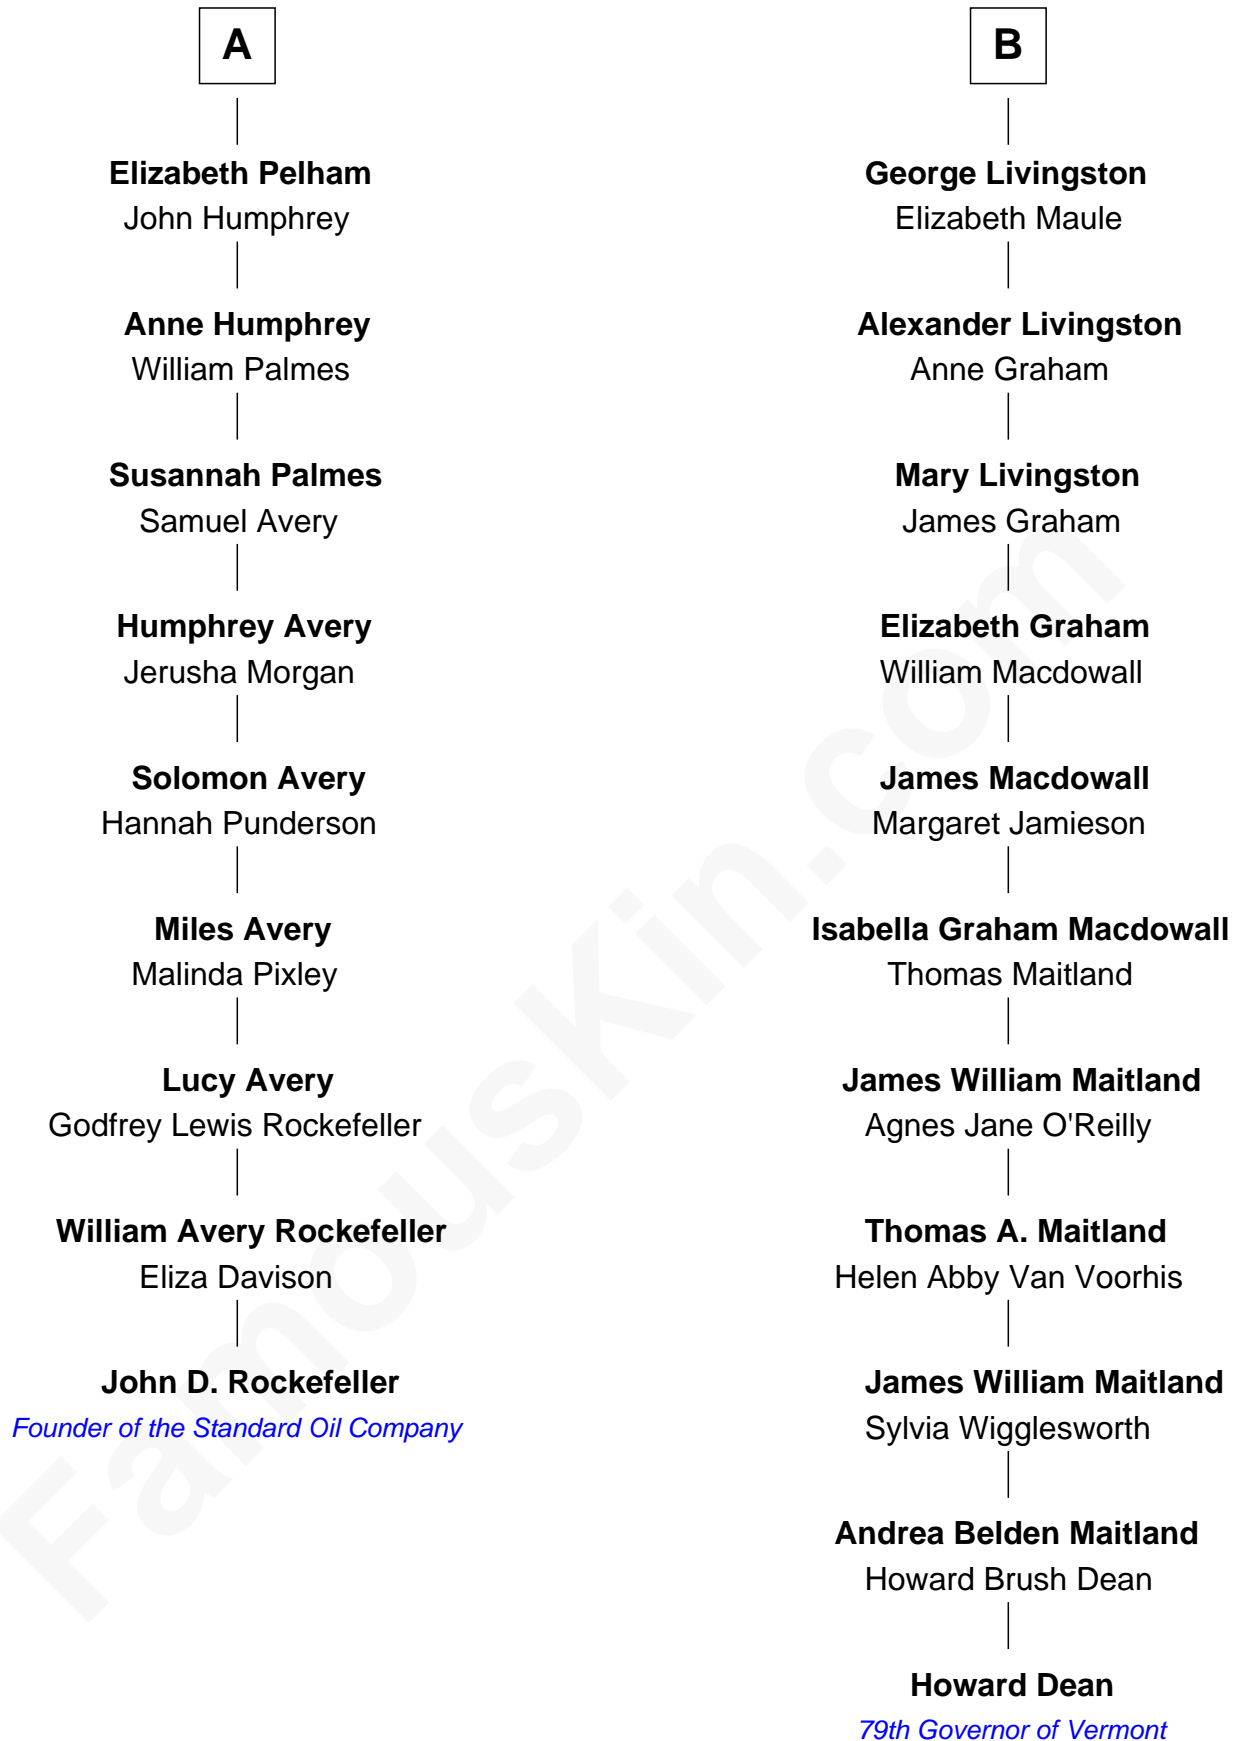 A
Elizabeth Pelham
John Humphrey
Anne Humphrey
William Palmes
Susannah Palmes
Samuel Avery
Humphrey Avery
Jerusha Morgan
Solomon Avery
Hannah Punderson
Miles Avery
Malinda Pixley
Lucy Avery
Godfrey Lewis Rockefeller
William Avery Rockefeller
Eliza Davison
John D. Rockefeller
Founder of the Standard Oil Company
B
George Livingston
Elizabeth Maule
Alexander Livingston
Anne Graham
Mary Livingston
James Graham
Elizabeth Graham
William Macdowall
James Macdowall
Margaret Jamieson
Isabella Graham Macdowall
Thomas Maitland
James William Maitland
Agnes Jane O'Reilly
Thomas A. Maitland
Helen Abby Van Voorhis
James William Maitland
Sylvia Wigglesworth
Andrea Belden Maitland
Howard Brush Dean
Howard Dean
79th Governor of Vermont
FamousKin.com